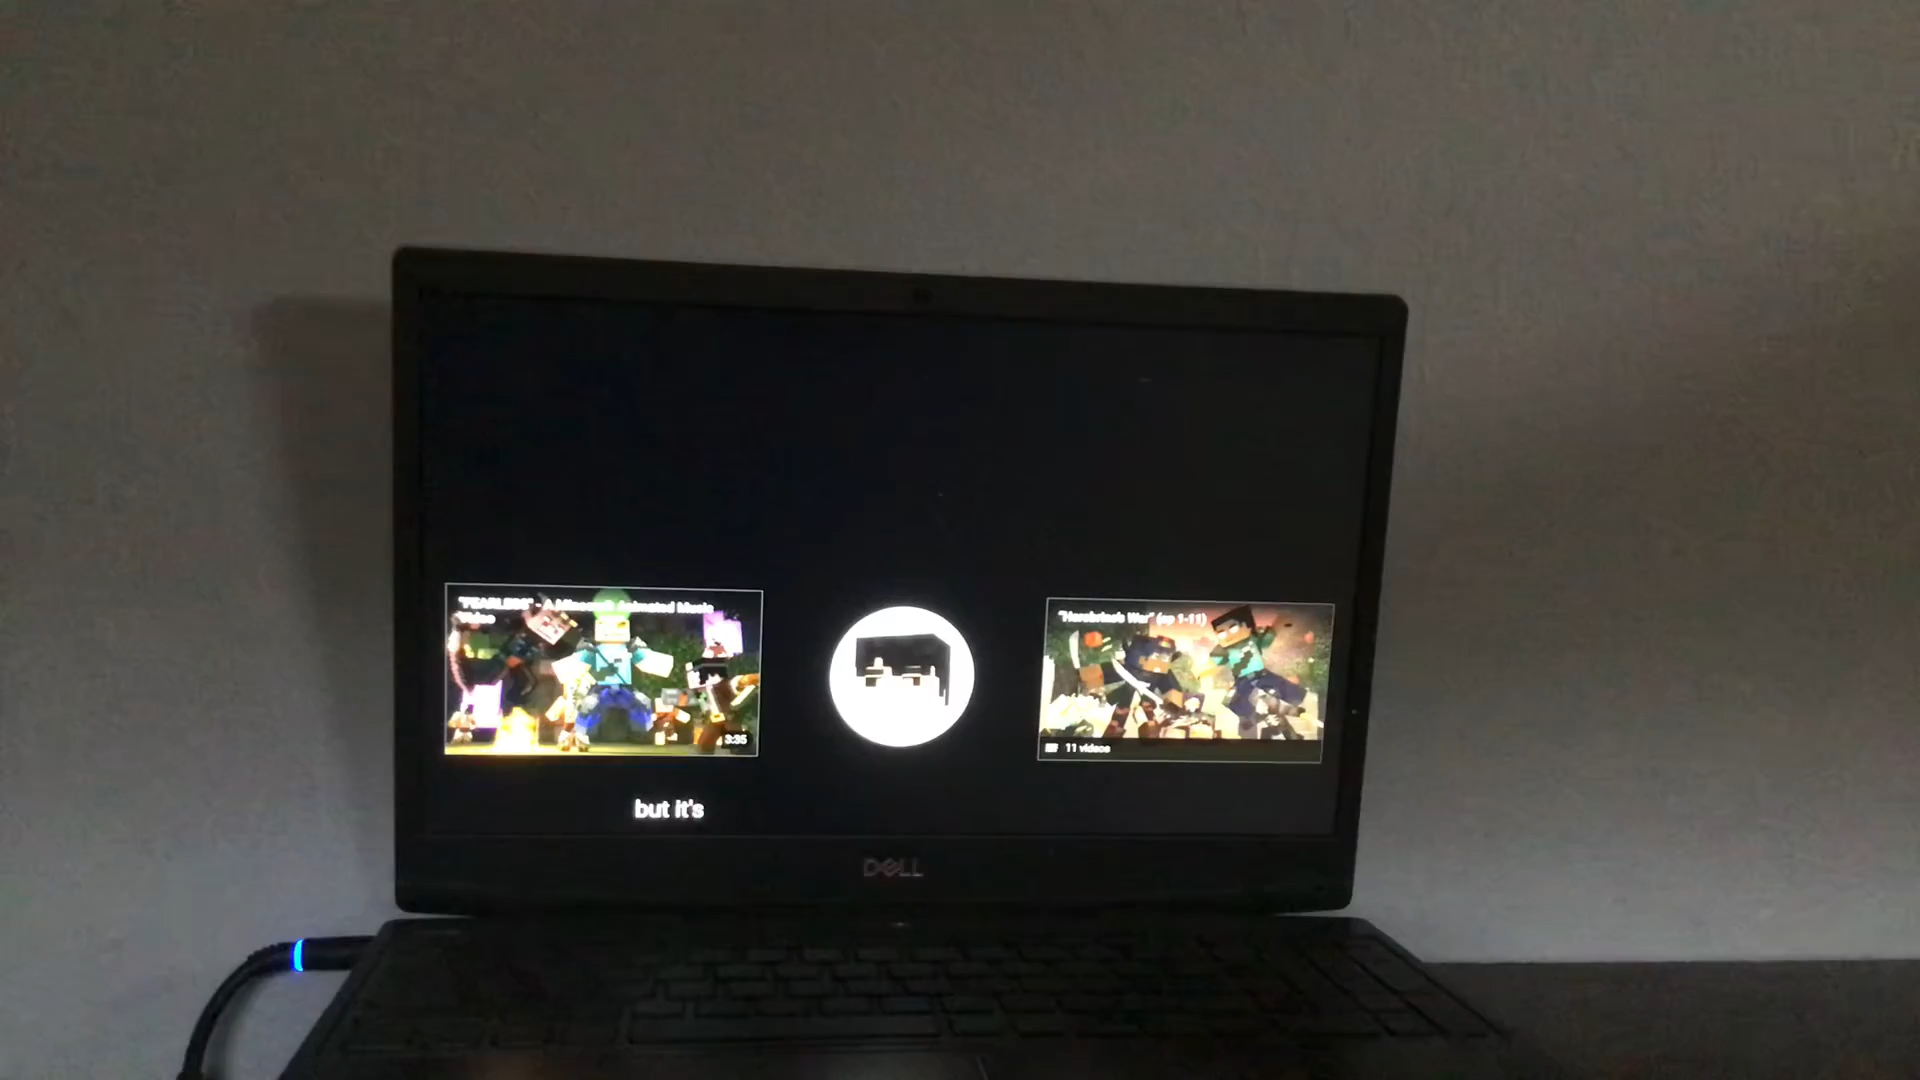 "FEARLESS" - A Minecraft Animated Music
Video
3:35
"Herobrine's War" (ep 1-11)
11 videos
but it's
DELL